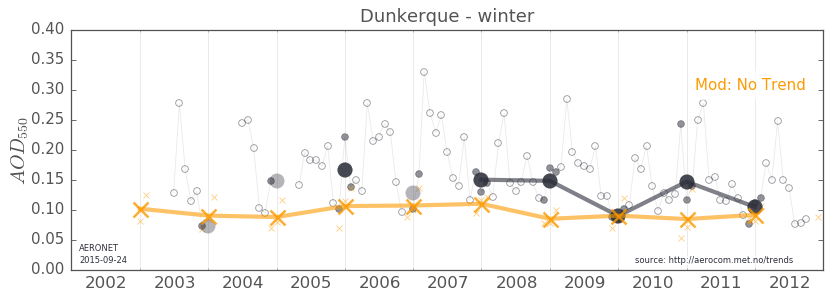 Dunkerque - winter
0.40
0.35
0.30
0.25
0.20
0.15
0.10
0.05
0.00
AOD550
Mod: No Trend
AERONET
2015-09-24
source: http://aerocom.met.no/trends
2002 2003 2004 2005 2006 2007 2008 2009 2010 2011 2012